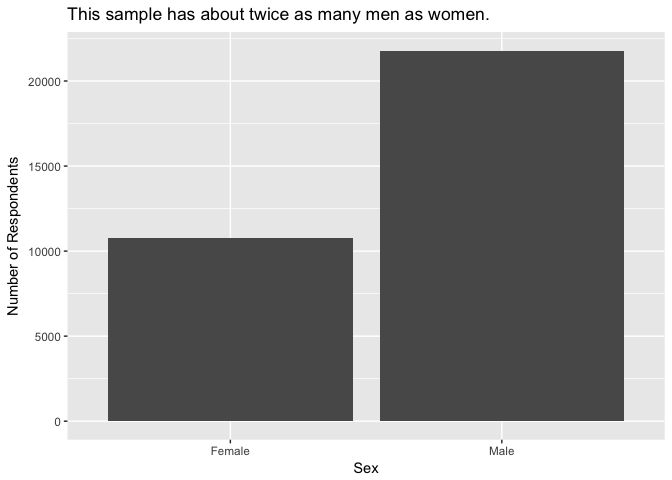 This sample has about twice as many men as women.
Number of Respondents
20000
15000
10000
5000
0
Female
Male
Sex